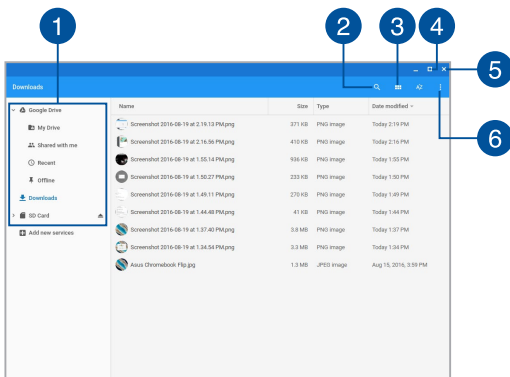 1
2
3
4
5
6
Downloads
AZ
Google Drive
My Drive
Shared with me
Recent
Offline
Downloads
SD Card
Add new services
Name Size Type Date modified
Screenshot 2016-08-19 at 2.19.13 PM.png 371 KB PNG image Today 2:19 PM
Screenshot 2016-08-19 at 2.16.56 PM.png 410 KB PNG image Today 2:16 PM
Screenshot 2016-08-19 at 1.55.14 PM.png 936 KB PNG image Today 1:55 PM
Screenshot 2016-08-19 at 1.50.27 PM.png 233 KB PNG image Today 1:50 PM
Screenshot 2016-08-19 at 1.49.11 PM.png 270 KB PNG image Today 1:49 PM
Screenshot 2016-08-19 at 1.44.48 PM.png 41 KB PNG image Today 1:44 PM
Screenshot 2016-08-19 at 1.37.40 PM.png 3.8 MB PNG image Today 1:37 PM
Screenshot 2016-08-19 at 1.34.54 PM.png 3.3 MB PNG image Today 1:34 PM
Asus Chromebook Flip.jpg 1.3 MB JPEG image Aug 15, 2016, 3:59 PM